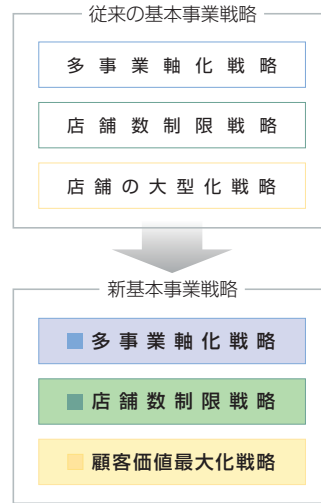 従来の基本事業戦略
多事業軸化戦略
店舗数制限戦略
店舗の大型化戦略
新基本事業戦略
多事業軸化戦略
店舗数制限戦略
顧客価値最大化戦略